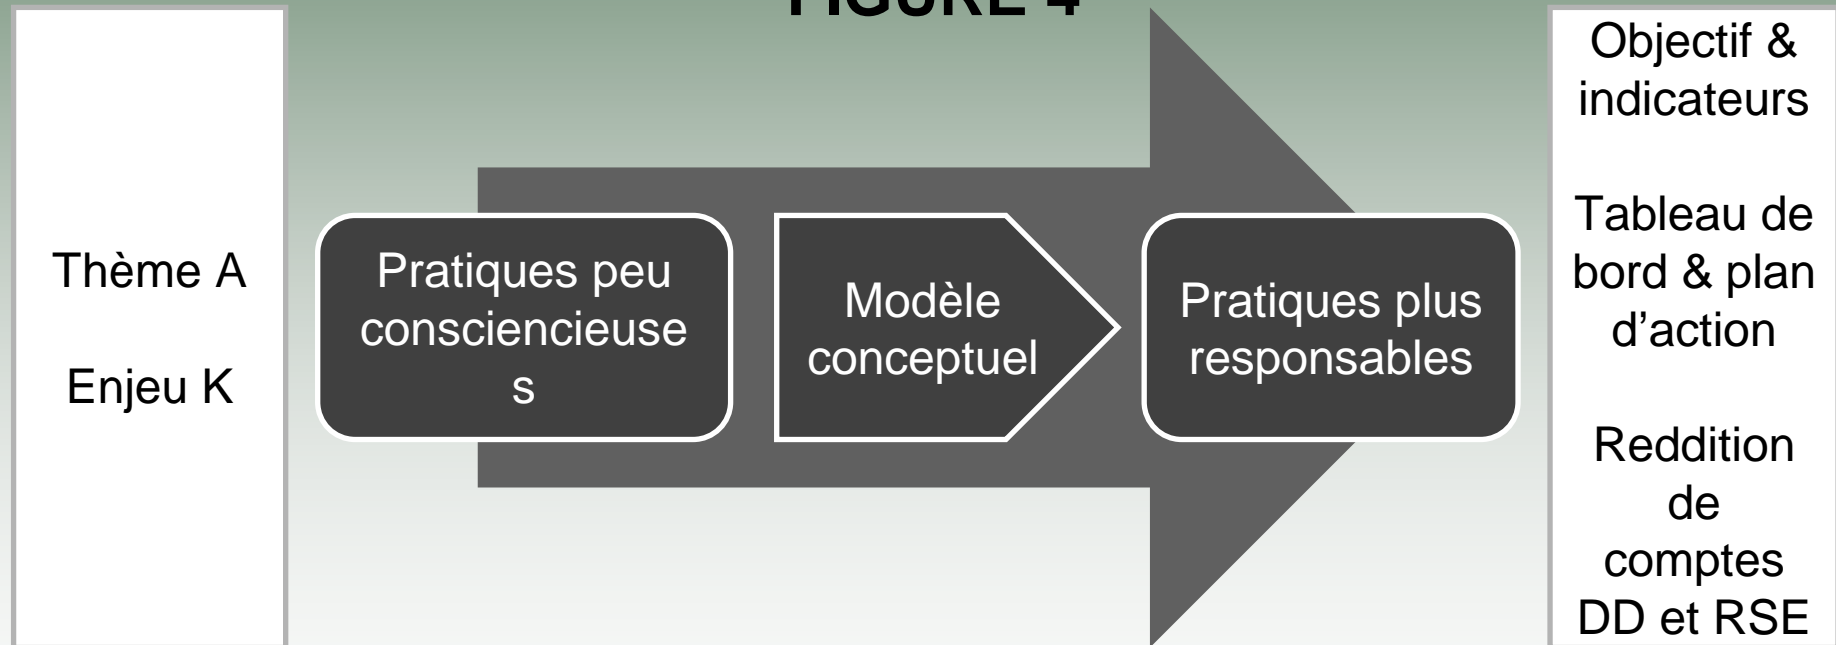 FIGURE 4
Thème A
Enjeu K
Pratiques peu
consciencieuse
s
Modèle
conceptuel
Pratiques plus
responsables
Objectif &
indicateurs
Tableau de
bord & plan
d’action
Reddition
de
comptes
DD et RSE